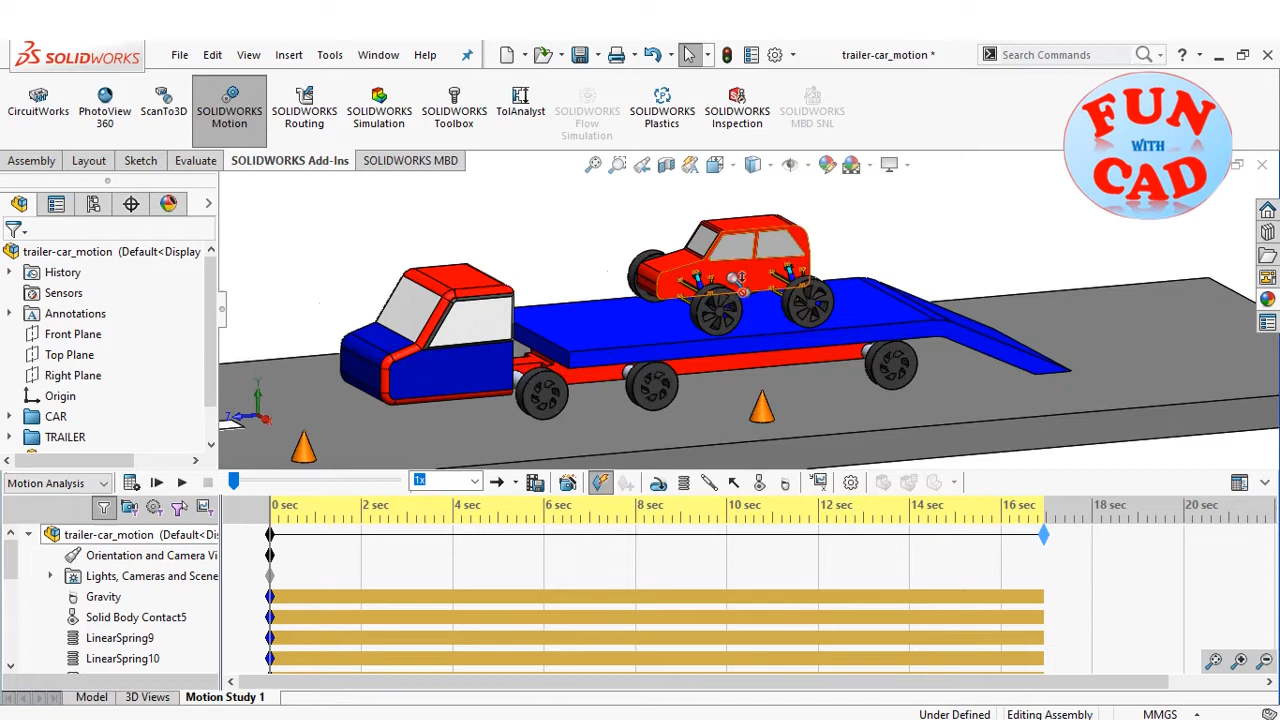 SOLIDWORKS File Edit View Insert Tools Window Help trailer-car_motion * Search Commands ?
CircuitWorks PhotoView 360 ScanTo3D SOLIDWORKS Motion SOLIDWORKS Routing SOLIDWORKS Simulation SOLIDWORKS Toolbox TolAnalyst SOLIDWORKS Flow Simulation SOLIDWORKS Plastics SOLIDWORKS Inspection SOLIDWORKS MBD SNL
FUN
WITH
CAD
Assembly Layout Sketch Evaluate SOLIDWORKS Add-Ins SOLIDWORKS MBD
trailer-car_motion (Default<Display
History
Sensors
Annotations
Front Plane
Top Plane
Right Plane
Origin
CAR
TRAILER
Y
Z
Motion Analysis 1x
0 sec 2 sec 4 sec 6 sec 8 sec 10 sec 12 sec 14 sec 16 sec 18 sec 20 sec
trailer-car_motion (Default<Di
Orientation and Camera Vi
Lights, Cameras and Scene
Gravity
Solid Body Contact5
LinearSpring9
LinearSpring10
Model 3D Views Motion Study 1
Under Defined Editing Assembly MMGS